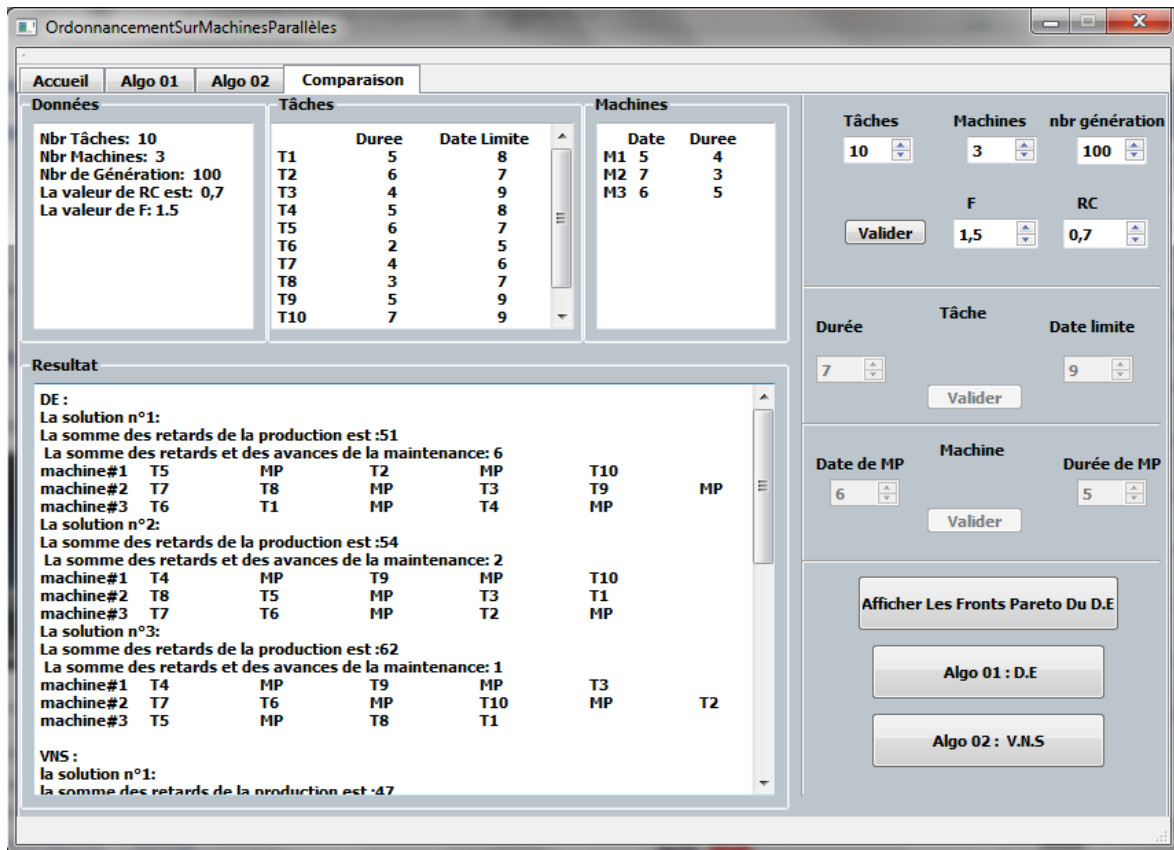 OrdonnancementSurMachinesParallèles
Accueil Algo 01 Algo 02 Comparaison
Données
Nbr Tâches: 10
Nbr Machines: 3
Nbr de Génération: 100
La valeur de RC est: 0,7
La valeur de F: 1.5
Tâches
Duree Date Limite
T1 5 8
T2 6 7
T3 4 9
T4 5 8
T5 6 7
T6 2 5
T7 4 6
T8 3 7
T9 5 9
T10 7 9
Machines
Date Duree
M1 5 4
M2 7 3
M3 6 5
Tâches Machines nbr génération
10 3 100
F RC
Valider 1,5 0,7
Tâche
Durée Date limite
7 9
Valider
Machine
Date de MP Durée de MP
6 5
Valider
Afficher Les Fronts Pareto Du D.E
Algo 01 : D.E
Algo 02 : V.N.S
Resultat
DE :
La solution n°1:
La somme des retards de la production est :51
La somme des retards et des avances de la maintenance: 6
machine#1 T5 MP T2 MP T10
machine#2 T7 T8 MP T3 T9 MP
machine#3 T6 T1 MP T4 MP
La solution n°2:
La somme des retards de la production est :54
La somme des retards et des avances de la maintenance: 2
machine#1 T4 MP T9 MP T10
machine#2 T8 T5 MP T3 T1
machine#3 T7 T6 MP T2 MP
La solution n°3:
La somme des retards de la production est :62
La somme des retards et des avances de la maintenance: 1
machine#1 T4 MP T9 MP T3
machine#2 T7 T6 MP T10 MP T2
machine#3 T5 MP T8 T1
VNS :
la solution n°1:
la somme des retards de la production est :47